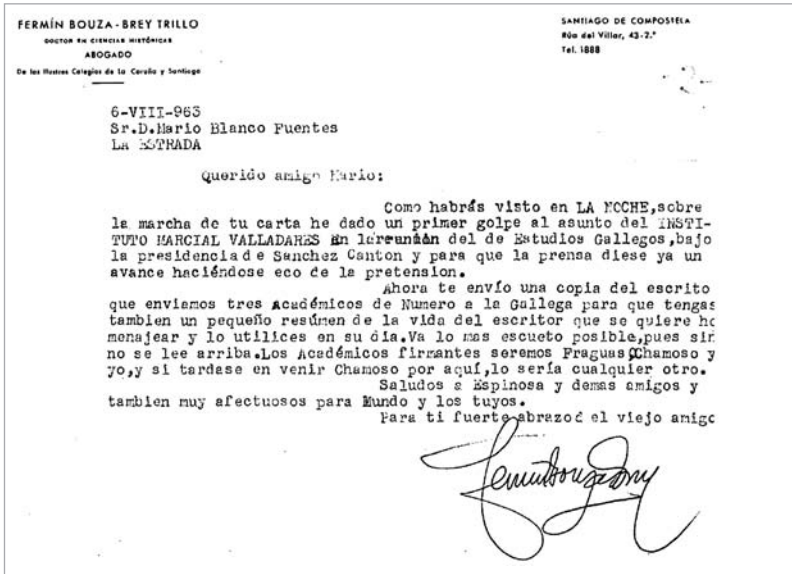 FERMÍN BOUZA-BREY TRILLO
DOCTOR EN CIENCIAS HISTÓRICAS
ABOGADO
De los Ilustres Colegios de La Coruña y Santiago
SANTIAGO DE COMPOSTELA
Rúa del Villar, 43-2.º
Tel. 1888
6-VIII-963
Sr.D.Mario Blanco Fuentes
LA ESTRADA
Querido amigo Mario:
Como habrás visto en LA NOCHE,sobre
la marcha de tu carta he dado un primer golpe al asunto del INSTI-
TUTO MARCIAL VALLADARES en la reunión del de Estudios Gallegos,bajo
la presidencia de Sanchez Canton y para que la prensa diese ya un
avance haciéndose eco de la pretension.
Ahora te envío una copia del escrito
que enviamos tres Académicos de Numero a la Gallega para que tengas
tambien un pequeño resúmen de la vida del escritor que se quiere ho
menajear y lo utilices en su dia.Va lo mas escueto posible,pues sin
no se lee arriba.Los Académicos firmantes seremos Fraguas,Chamoso y
yo,y si tardase en venir Chamoso por aquí,lo sería cualquier otro.
Saludos a Espinosa y demas amigos y
tambien muy afectuosos para Mundo y los tuyos.
Para ti fuerte abrazod el viejo amigo